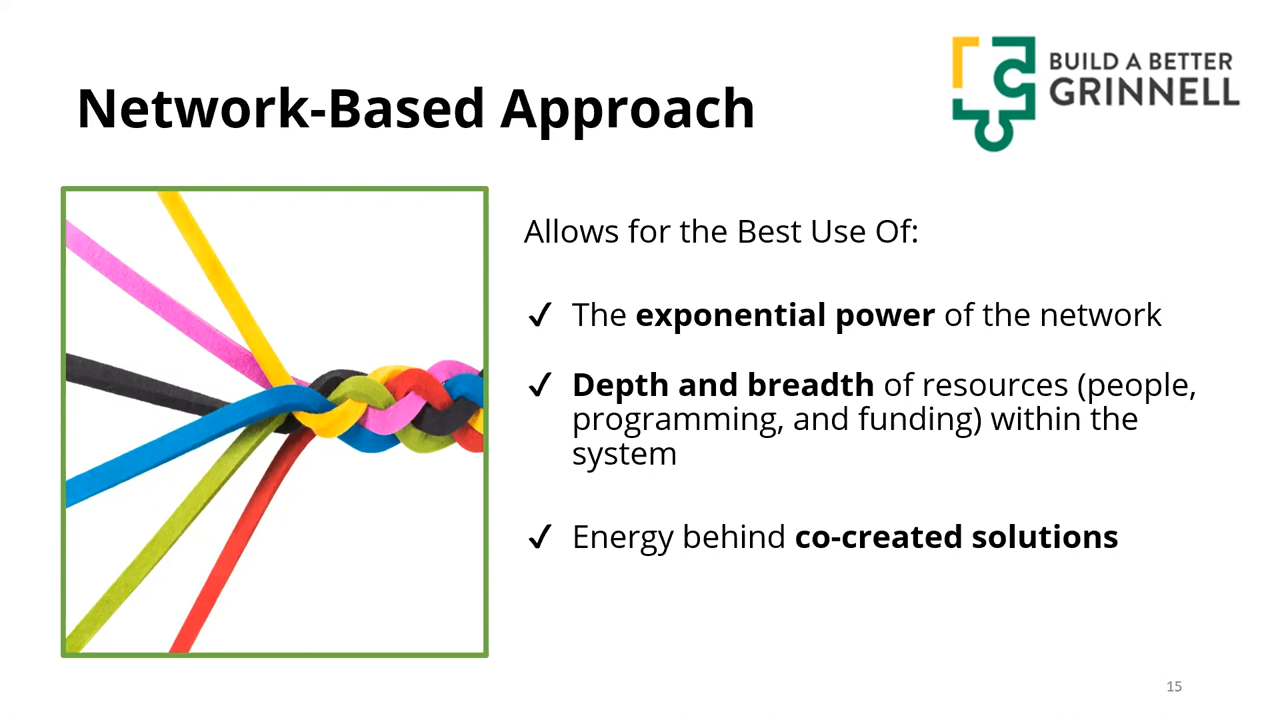 BUILD A BETTER
GRINNELL
Network-Based Approach
Allows for the Best Use Of:
✓ The exponential power of the network
✓ Depth and breadth of resources (people,
programming, and funding) within the
system
✓ Energy behind co-created solutions
15